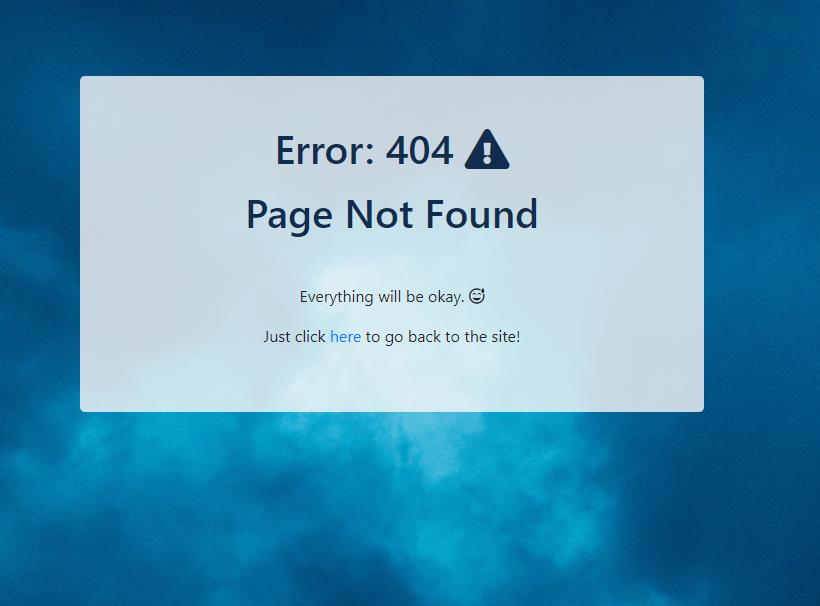 Error: 404
Page Not Found
Everything will be okay.
Just click here to go back to the site!